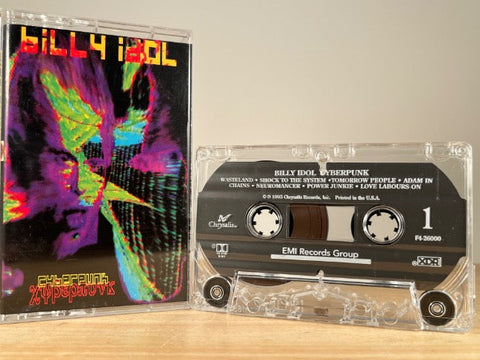 BILLY IDOL
CYBERPUNK
BILLY IDOL CYBERPUNK
WASTELAND • SHOCK TO THE SYSTEM • TOMORROW PEOPLE • ADAM IN
CHAINS • NEUROMANCER • POWER JUNKIE • LOVE LABOURS ON
℗ © 1993 Chrysalis Records, Inc. Printed in the U.S.A.
Chrysalis.
1
F4-26000
EMI Records Group
XDR